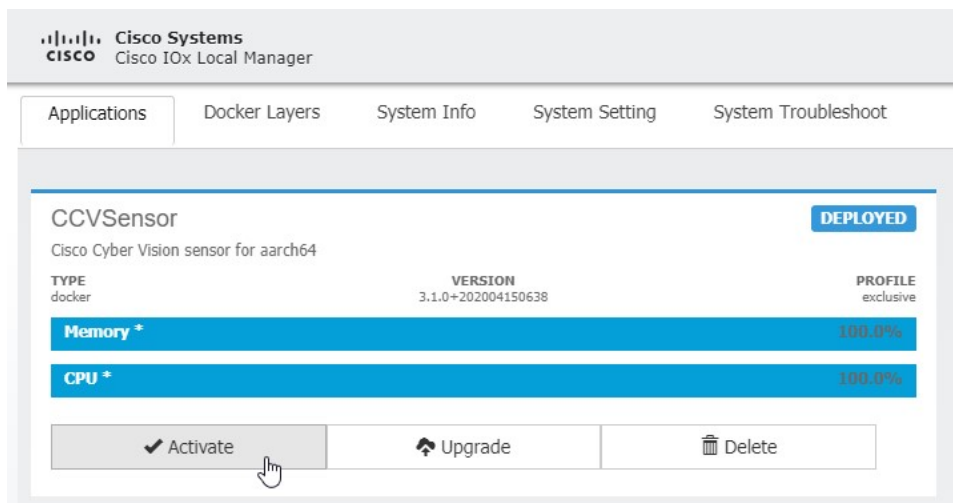 Cisco Systems
CISCO
Cisco IOx Local Manager
Applications Docker Layers System Info System Setting System Troubleshoot
CCVSensor DEPLOYED
Cisco Cyber Vision sensor for aarch64
TYPE VERSION PROFILE
docker 3.1.0+202004150638 exclusive
Memory * 100.0%
CPU * 100.0%
Activate Upgrade Delete